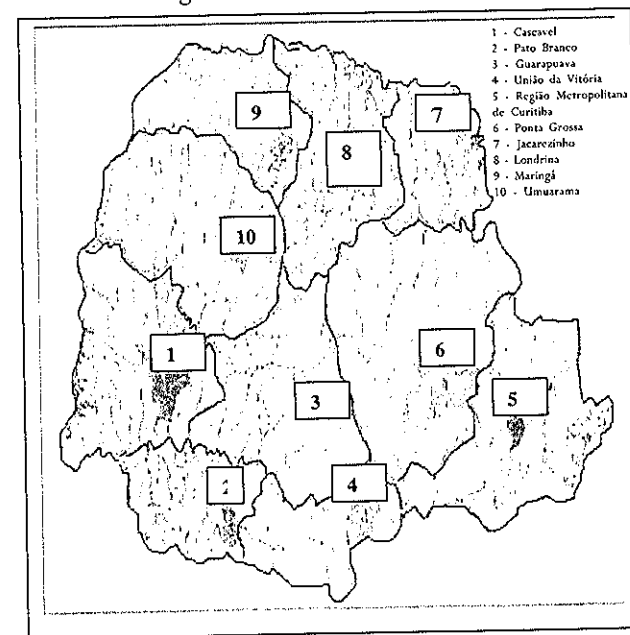 1 - Cascavel
2 - Pato Branco
3 - Guarapuava
4 - União da Vitória
5 - Região Metropolitana
de Curitiba
6 - Ponta Grossa
7 - Jacarezinho
8 - Londrina
9 - Maringá
10 - Umuarama
9
7
8
10
1
6
3
5
2
4